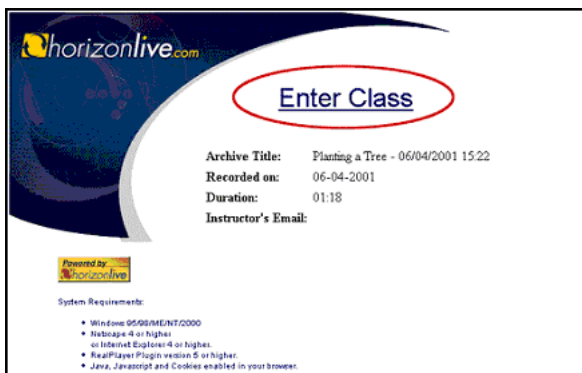 horizonlive.com
Enter Class
Archive Title: Planting a Tree - 06/04/2001 15:22
Recorded on: 06-04-2001
Duration: 01:18
Instructor's Email:
Powered by
horizonlive
System Requirements:
Windows 95/98/ME/NT/2000
Netscape 4 or higher
or Internet Explorer 4 or higher.
RealPlayer Plugin version 5 or higher.
Java, Javascript and Cookies enabled in your browser.